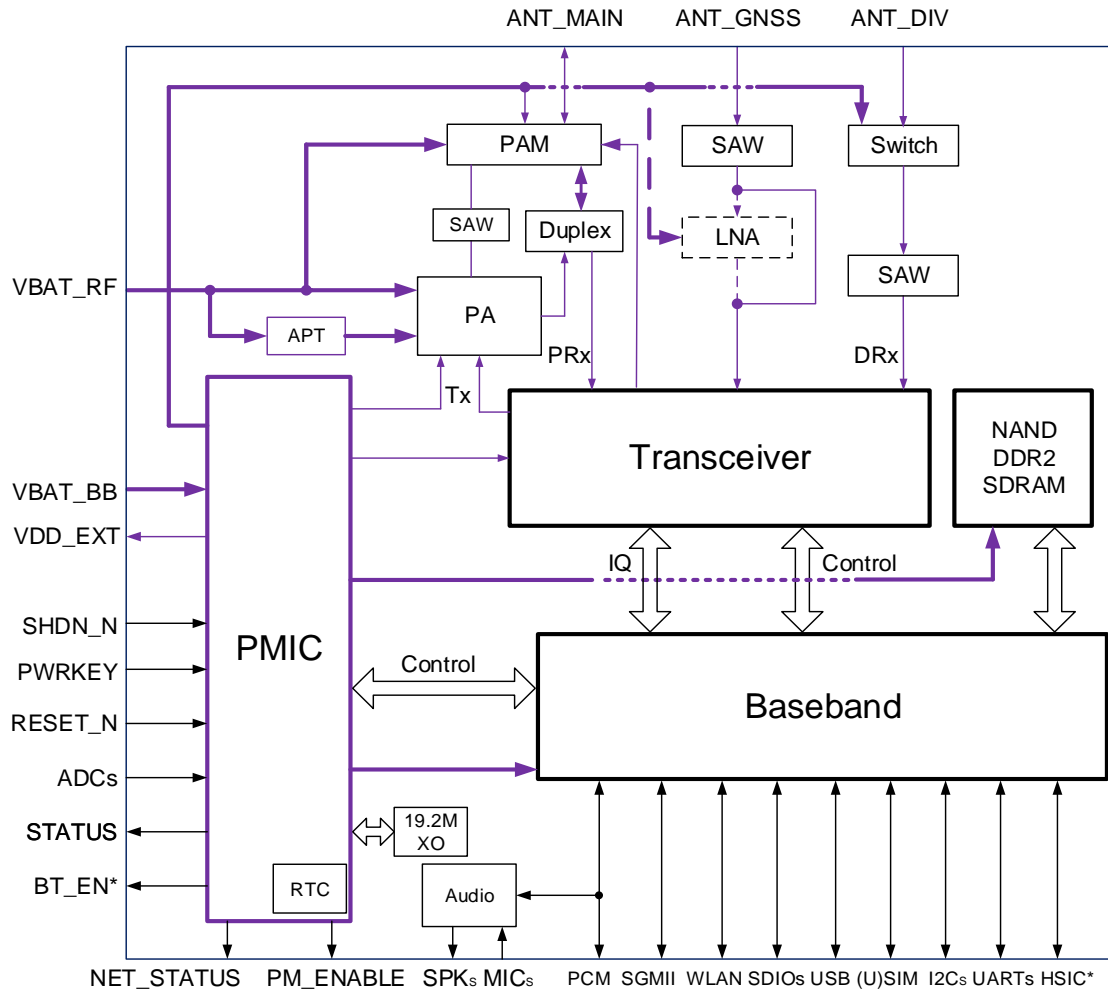 ANT_MAIN ANT_GNSS ANT_DIV
PAM
SAW
Switch
SAW
Duplex
LNA
SAW
VBAT_RF
PA
APT
PRx
DRx
Tx
Transceiver
NAND
DDR2
SDRAM
VBAT_BB
VDD_EXT
IQ
Control
SHDN_N
PMIC
Control
PWRKEY
Baseband
RESET_N
ADCs
STATUS
19.2M
XO
BT_EN*
RTC
Audio
NET_STATUS PM_ENABLE SPKs MICs PCM SGMII WLAN SDIOs USB (U)SIM I2Cs UARTs HSIC*